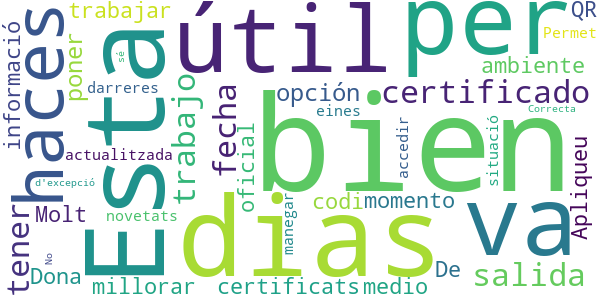 trabajar
útil
per
QR
Permet
informació
haces
poner
Esta
sé
darreres
trabajo
fecha
opción
certificado
ambiente
eines
bien
Correcta
actualitzada
oficial
accedir
situació
Apliqueu
d'excepció
tener
Molt
novetats
dias
manegar
codi
momento
va
No
Dona
millorar
certificats
medio
De
salida